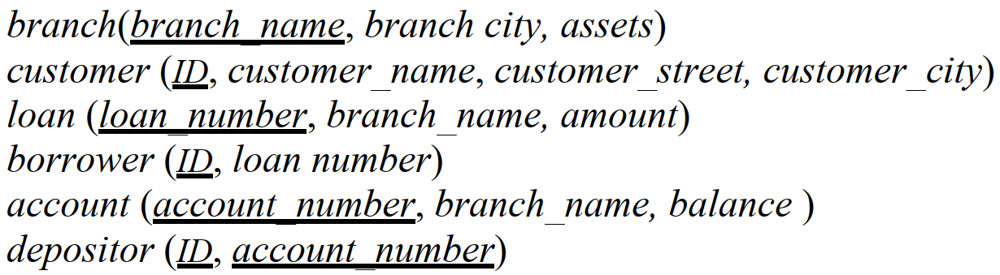 branch(branch_name, branch city, assets)
customer (ID, customer_name, customer_street, customer_city)
loan (loan_number, branch_name, amount)
borrower (ID, loan number)
account (account_number, branch_name, balance )
depositor (ID, account_number)